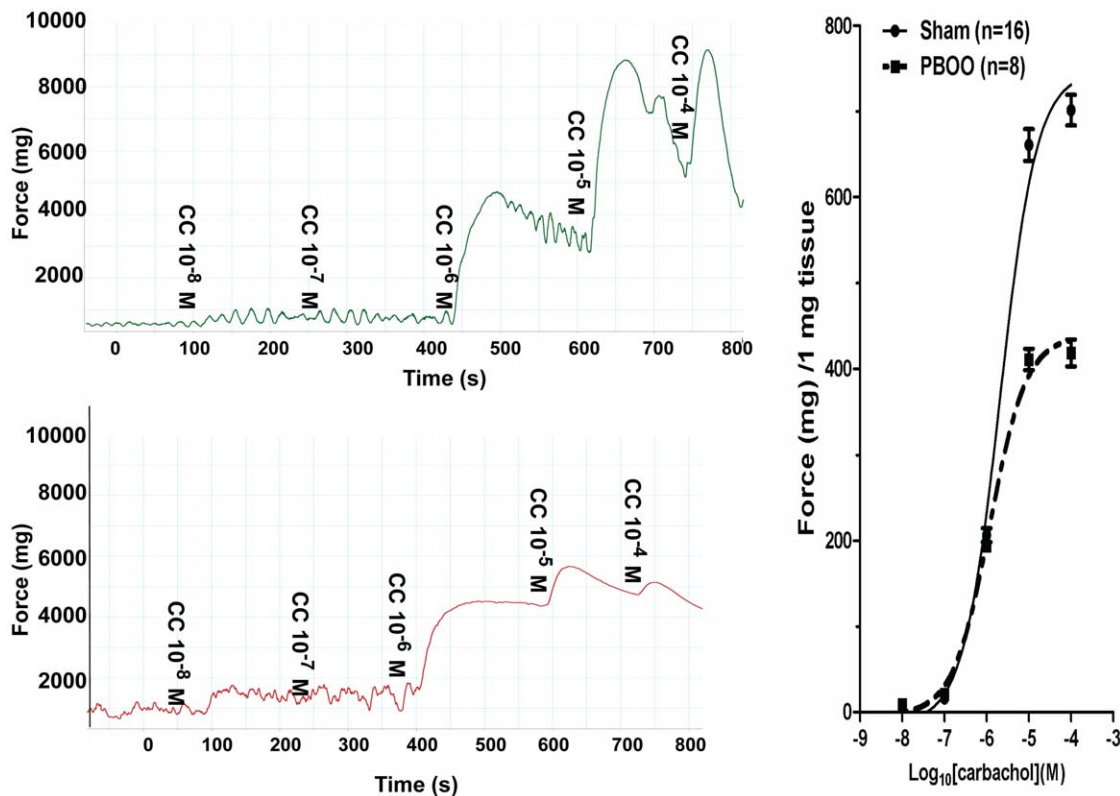 10000
8000
6000
4000
2000
Force (mg)
CC 10-8 M
CC 10-7 M
CC 10-6 M
CC 10-5 M
CC 10-4 M
0 100 200 300 400 500 600 700 800
Time (s)
10000
8000
6000
4000
2000
Force (mg)
CC 10-8 M
CC 10-7 M
CC 10-6 M
CC 10-5 M
CC 10-4 M
0 100 200 300 400 500 600 700 800
Time (s)
Sham (n=16)
PBOO (n=8)
800
600
400
200
0
Force (mg) /1 mg tissue
-9 -8 -7 -6 -5 -4 -3
Log10[carbachol](M)